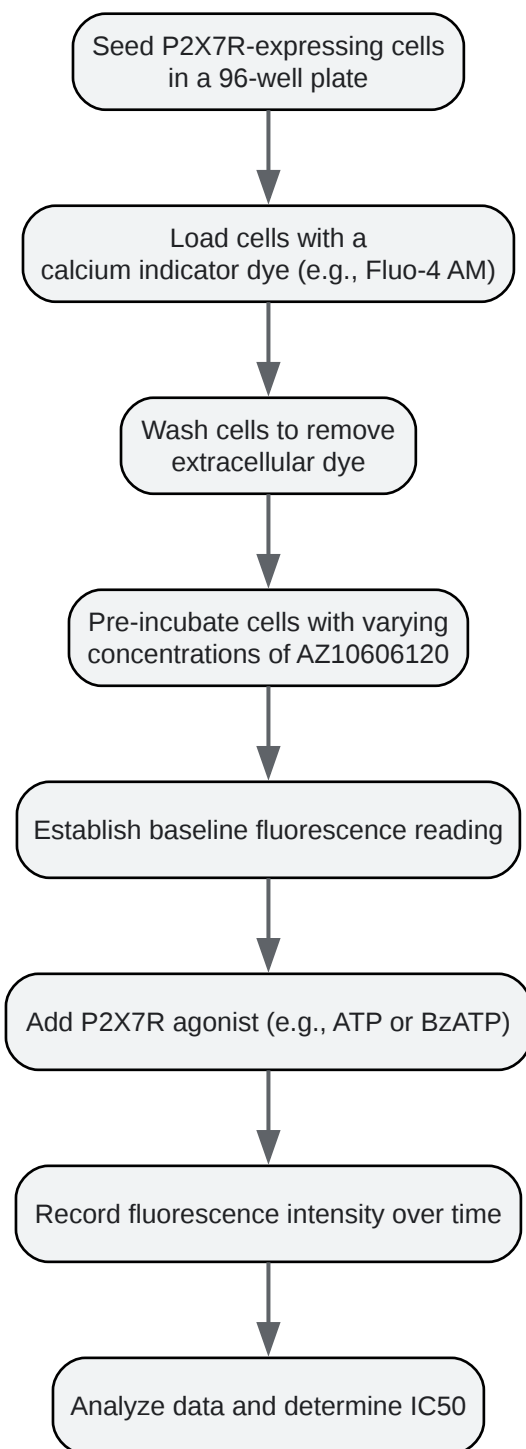 Seed P2X7R-expressing cells
in a 96-well plate
Load cells with a
calcium indicator dye (e.g., Fluo-4 AM)
Wash cells to remove
extracellular dye
Pre-incubate cells with varying
concentrations of AZ10606120
Establish baseline fluorescence reading
Add P2X7R agonist (e.g., ATP or BzATP)
Record fluorescence intensity over time
Analyze data and determine IC50